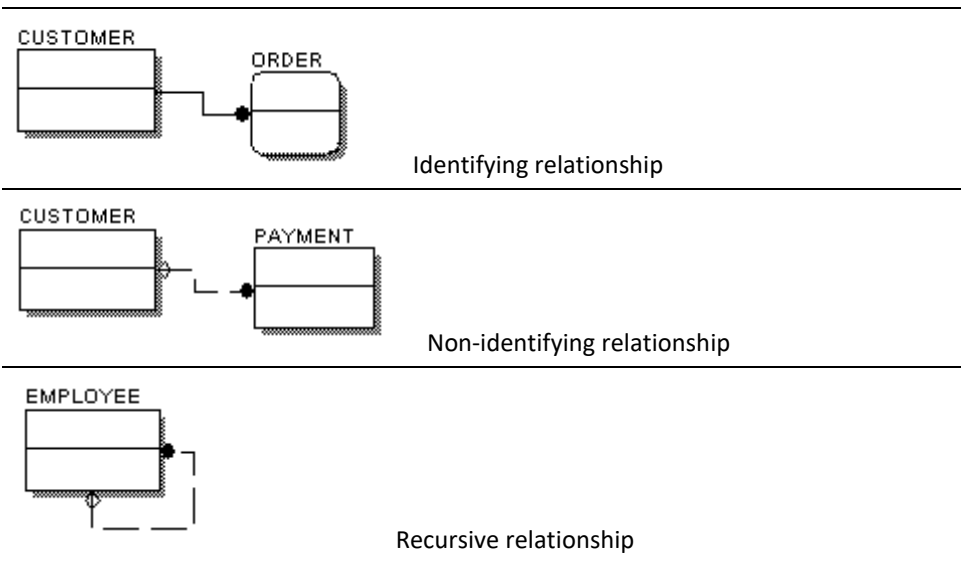 CUSTOMER
ORDER
Identifying relationship
CUSTOMER
PAYMENT
Non-identifying relationship
EMPLOYEE
Recursive relationship